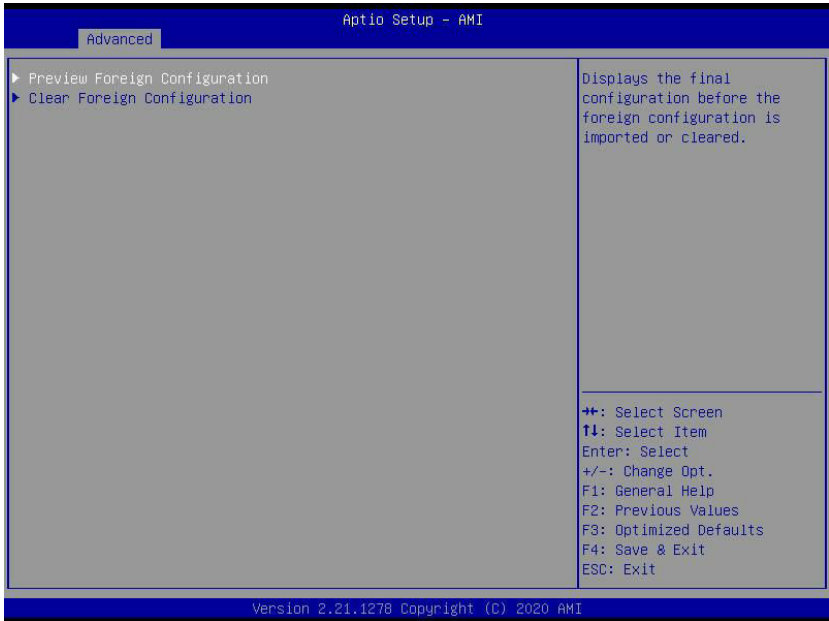 Aptio Setup - AMI
Advanced
Preview Foreign Configuration
Clear Foreign Configuration
Displays the final
configuration before the
foreign configuration is
imported or cleared.
→←: Select Screen
↑↓: Select Item
Enter: Select
+/-: Change Opt.
F1: General Help
F2: Previous Values
F3: Optimized Defaults
F4: Save & Exit
ESC: Exit
Version 2.21.1278 Copyright (C) 2020 AMI